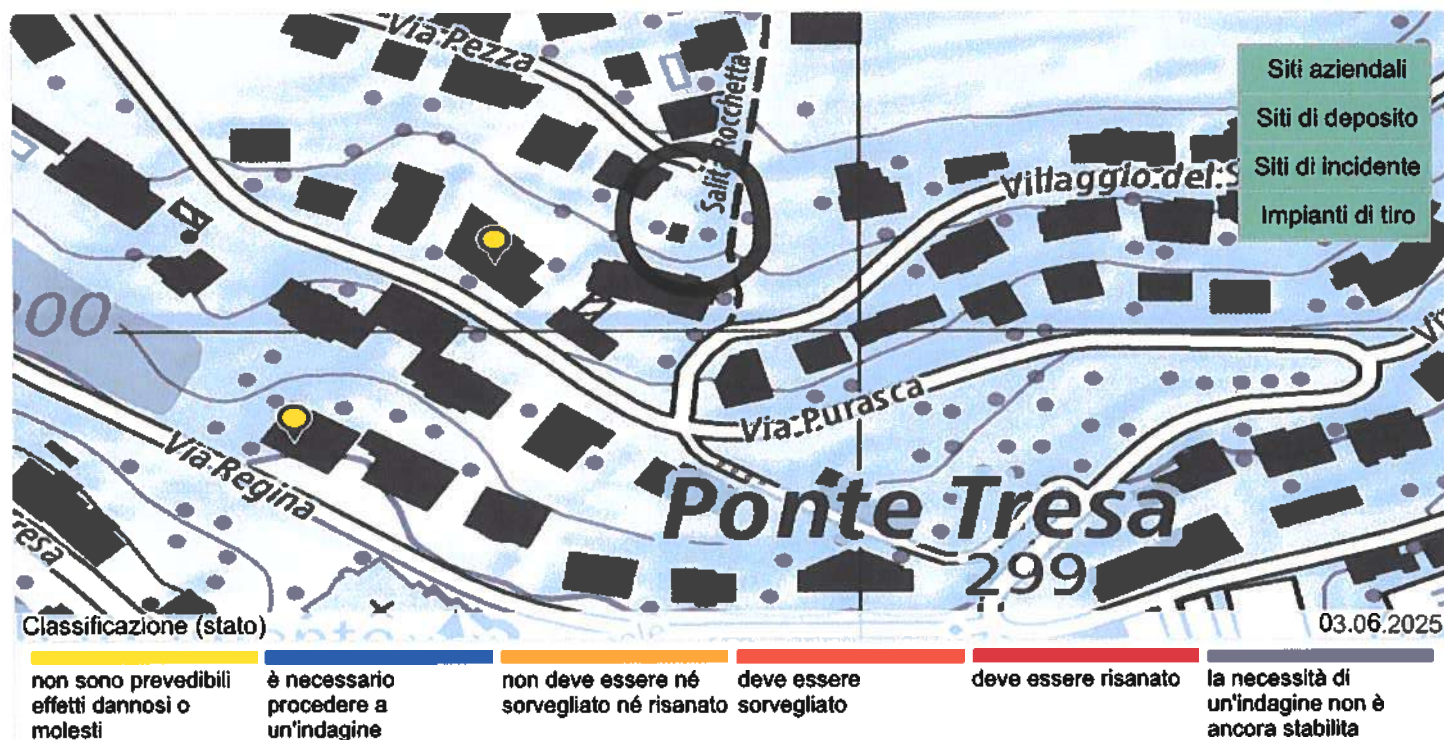 Via Pezza
Salita Rocchetta
Siti aziendali
Siti di deposito
Siti di incidente
Impianti di tiro
Villaggio del S
Via Purasca
Via Regina
resa
Ponte Tresa
299
Classificazione (stato)
03.06.2025
non sono prevedibili
effetti dannosi o
molesti
è necessario
procedere a
un'indagine
non deve essere né
sorvegliato né risanato
deve essere
sorvegliato
deve essere risanato
la necessità di
un'indagine non è
ancora stabilita